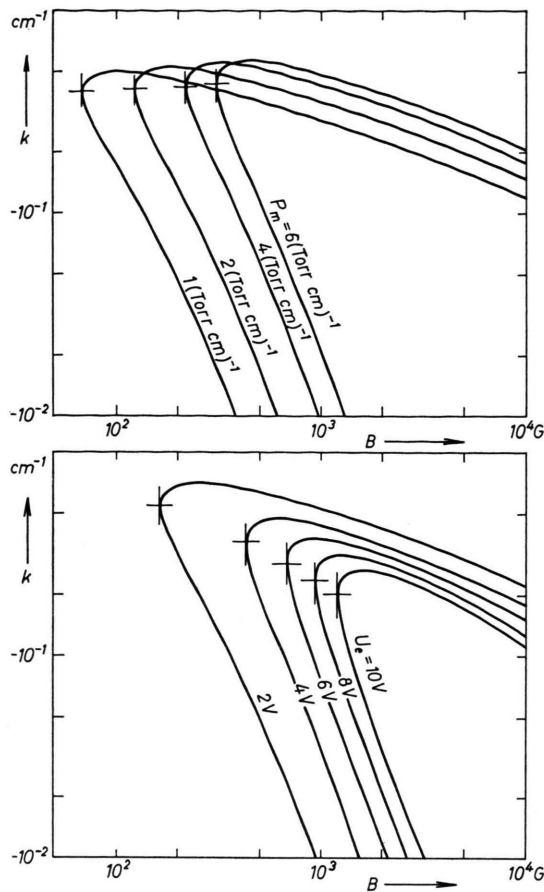 cm⁻¹
k
-10⁻¹
-10⁻²
1(Torr cm)⁻¹
2(Torr cm)⁻¹
4(Torr cm)⁻¹
Pₘ=6(Torr cm)⁻¹
10²
10³
10⁴G
B
cm⁻¹
k
-10⁻¹
-10⁻²
2V
4V
6V
8V
Uₑ=10V
10²
10³
10⁴G
B